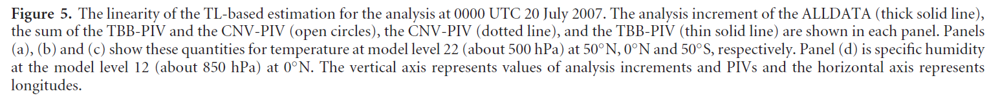 Figure 5. The linearity of the TL-based estimation for the analysis at 0000 UTC 20 July 2007. The analysis increment of the ALLDATA (thick solid line),
the sum of the TBB-PIV and the CNV-PIV (open circles), the CNV-PIV (dotted line), and the TBB-PIV (thin solid line) are shown in each panel. Panels
(a), (b) and (c) show these quantities for temperature at model level 22 (about 500 hPa) at 50°N, 0°N and 50°S, respectively. Panel (d) is specific humidity
at the model level 12 (about 850 hPa) at 0°N. The vertical axis represents values of analysis increments and PIVs and the horizontal axis represents
longitudes.